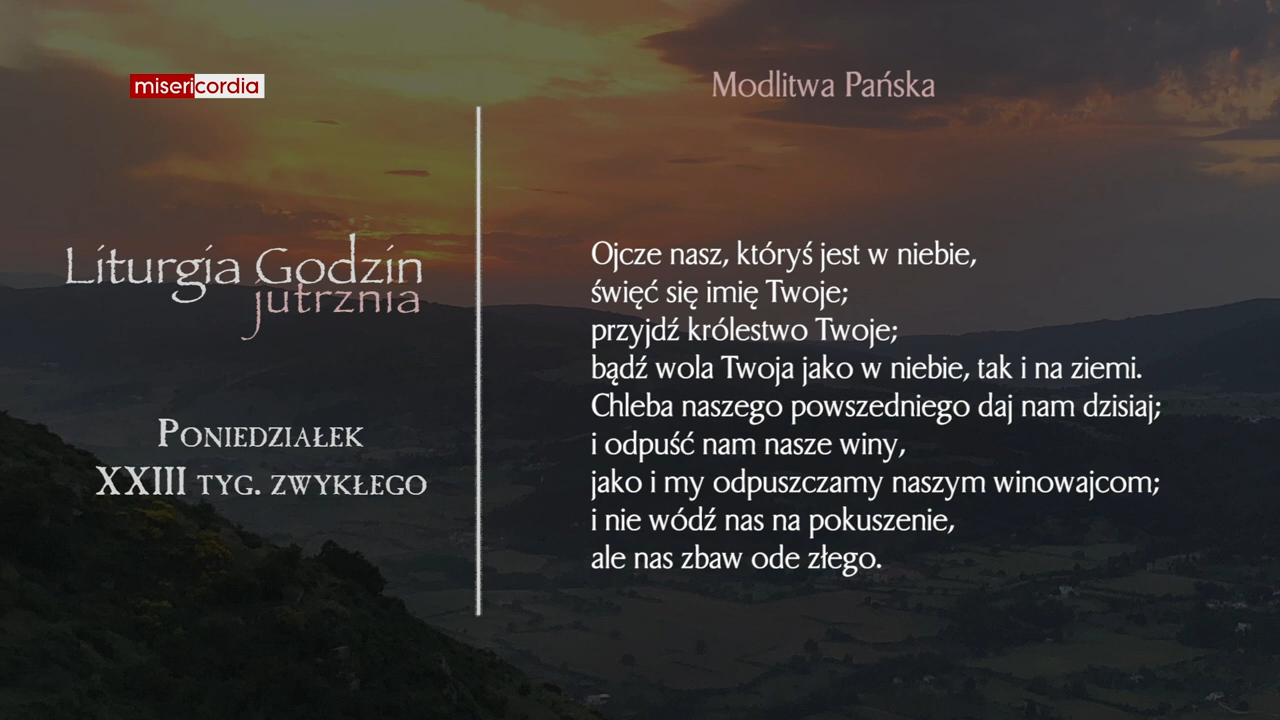 misericordia
Liturgia Godzin
jutrznia
Poniedziałek
XXIII tyg. zwykłego
Modlitwa Pańska
Ojcze nasz, któryś jest w niebie,
święć się imię Twoje;
przyjdź królestwo Twoje;
bądź wola Twoja jako w niebie, tak i na ziemi.
Chleba naszego powszedniego daj nam dzisiaj;
i odpuść nam nasze winy,
jako i my odpuszczamy naszym winowajcom;
i nie wódź nas na pokuszenie,
ale nas zbaw ode złego.